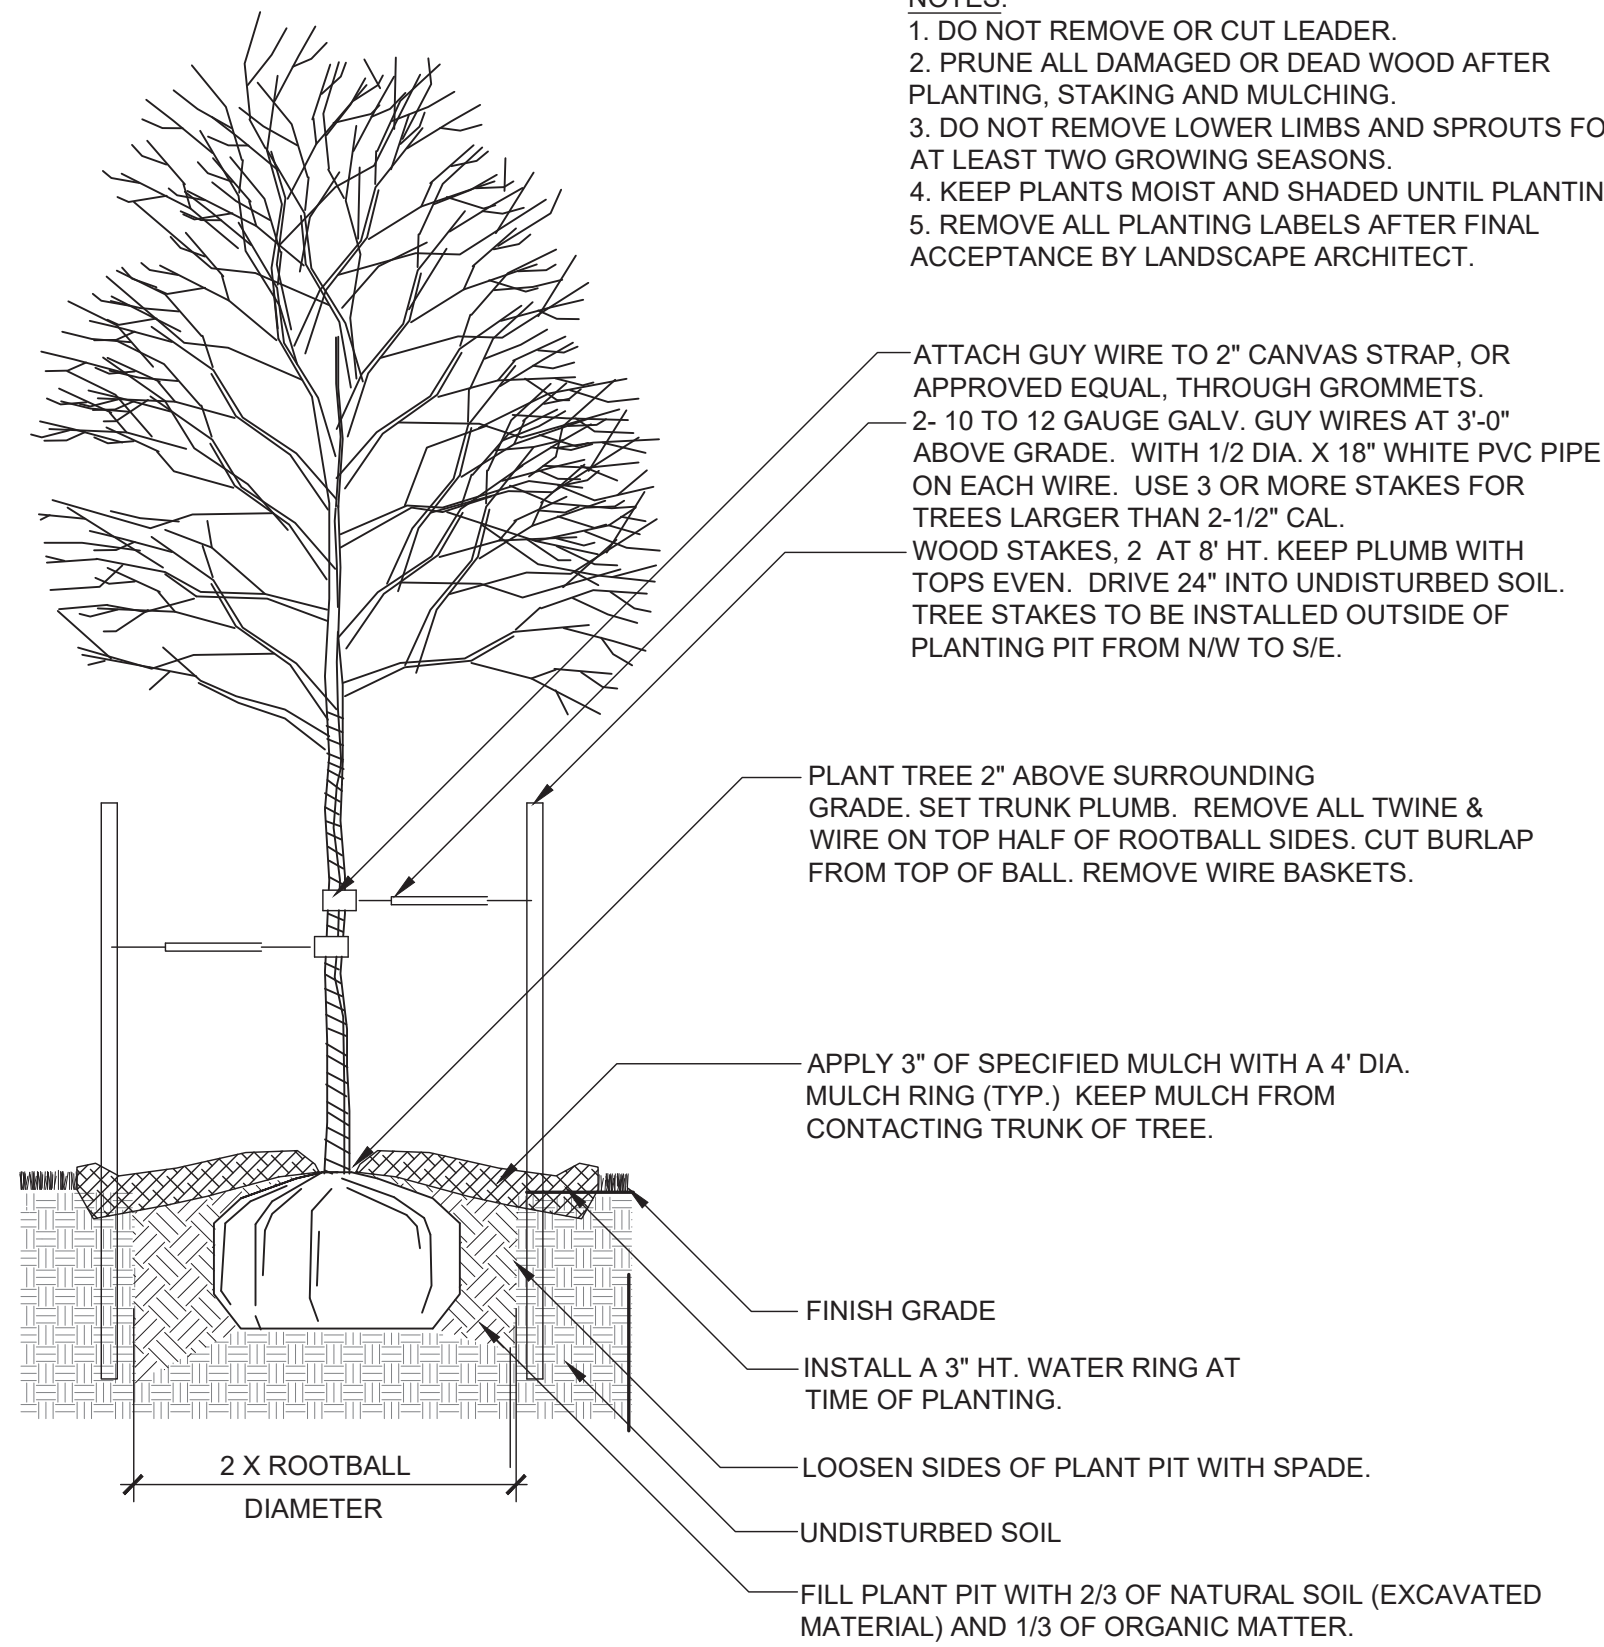 NOTES:
1. DO NOT REMOVE OR CUT LEADER.
2. PRUNE ALL DAMAGED OR DEAD WOOD AFTER
PLANTING, STAKING AND MULCHING.
3. DO NOT REMOVE LOWER LIMBS AND SPROUTS FO
AT LEAST TWO GROWING SEASONS.
4. KEEP PLANTS MOIST AND SHADED UNTIL PLANTIN
5. REMOVE ALL PLANTING LABELS AFTER FINAL
ACCEPTANCE BY LANDSCAPE ARCHITECT.
ATTACH GUY WIRE TO 2" CANVAS STRAP, OR
APPROVED EQUAL, THROUGH GROMMETS.
2- 10 TO 12 GAUGE GALV. GUY WIRES AT 3'-0"
ABOVE GRADE. WITH 1/2 DIA. X 18" WHITE PVC PIPE
ON EACH WIRE. USE 3 OR MORE STAKES FOR
TREES LARGER THAN 2-1/2" CAL.
WOOD STAKES, 2 AT 8' HT. KEEP PLUMB WITH
TOPS EVEN. DRIVE 24" INTO UNDISTURBED SOIL.
TREE STAKES TO BE INSTALLED OUTSIDE OF
PLANTING PIT FROM N/W TO S/E.
PLANT TREE 2" ABOVE SURROUNDING
GRADE. SET TRUNK PLUMB. REMOVE ALL TWINE &
WIRE ON TOP HALF OF ROOTBALL SIDES. CUT BURLAP
FROM TOP OF BALL. REMOVE WIRE BASKETS.
APPLY 3" OF SPECIFIED MULCH WITH A 4' DIA.
MULCH RING (TYP.) KEEP MULCH FROM
CONTACTING TRUNK OF TREE.
FINISH GRADE
INSTALL A 3" HT. WATER RING AT
TIME OF PLANTING.
LOOSEN SIDES OF PLANT PIT WITH SPADE.
UNDISTURBED SOIL
FILL PLANT PIT WITH 2/3 OF NATURAL SOIL (EXCAVATED
MATERIAL) AND 1/3 OF ORGANIC MATTER.
2 X ROOTBALL
DIAMETER